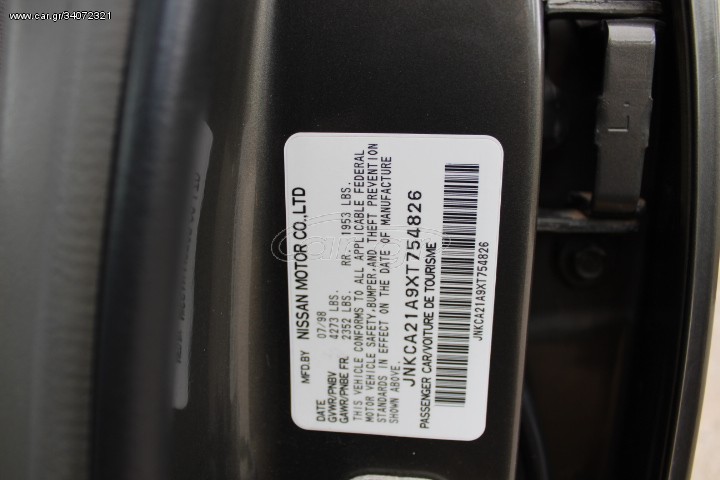 www.car.gr/34072321
MFD.BY NISSAN MOTOR CO.,LTD
DATE 07/98
GVWR/PNBV 4273 LBS.
GAWR/PNBE FR. 2352 LBS. RR. 1953 LBS.
THIS VEHICLE CONFORMS TO ALL APPLICABLE FEDERAL
MOTOR VEHICLE SAFETY,BUMPER,AND THEFT PREVENTION
STANDARDS IN EFFECT ON THE DATE OF MANUFACTURE
SHOWN ABOVE.
JNKCA21A9XT754826
PASSENGER CAR/VOITURE DE TOURISME
JNKCA21A9XT754826
L